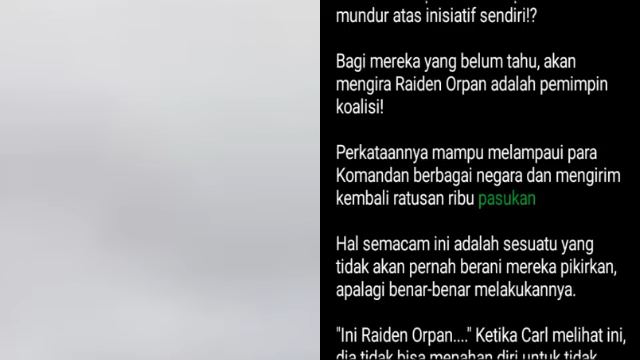 mundur atas inisiatif sendiri!?
Bagi mereka yang belum tahu, akan
mengira Raiden Orpan adalah pemimpin
koalisi!
Perkataannya mampu melampaui para
Komandan berbagai negara dan mengirim
kembali ratusan ribu pasukan
Hal semacam ini adalah sesuatu yang
tidak akan pernah berani mereka pikirkan,
apalagi benar-benar melakukannya.
"Ini Raiden Orpan...." Ketika Carl melihat ini,
dia tidak bisa menahan diri untuk tidak